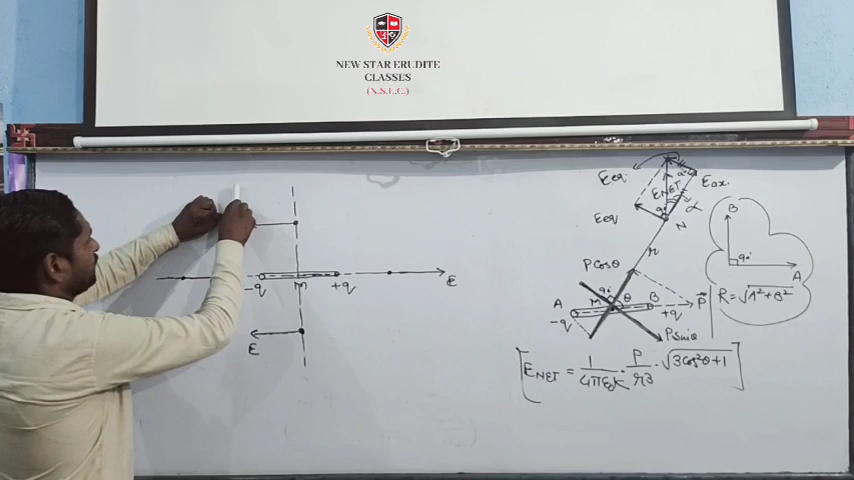 NEW STAR ERUDITE
CLASSES
(N.S.E.C.)
E
-q
M
+q
E
Eeq.
ENET
α
Eax.
Eeq
90
α
N
r
B
90
A
R = √A²+B²
PCosθ
90
A
M
θ
B
P⃗
-q
+q
PSinθ
ENET = 1/4πε₀K · P/r3 · √3Cos²θ+1